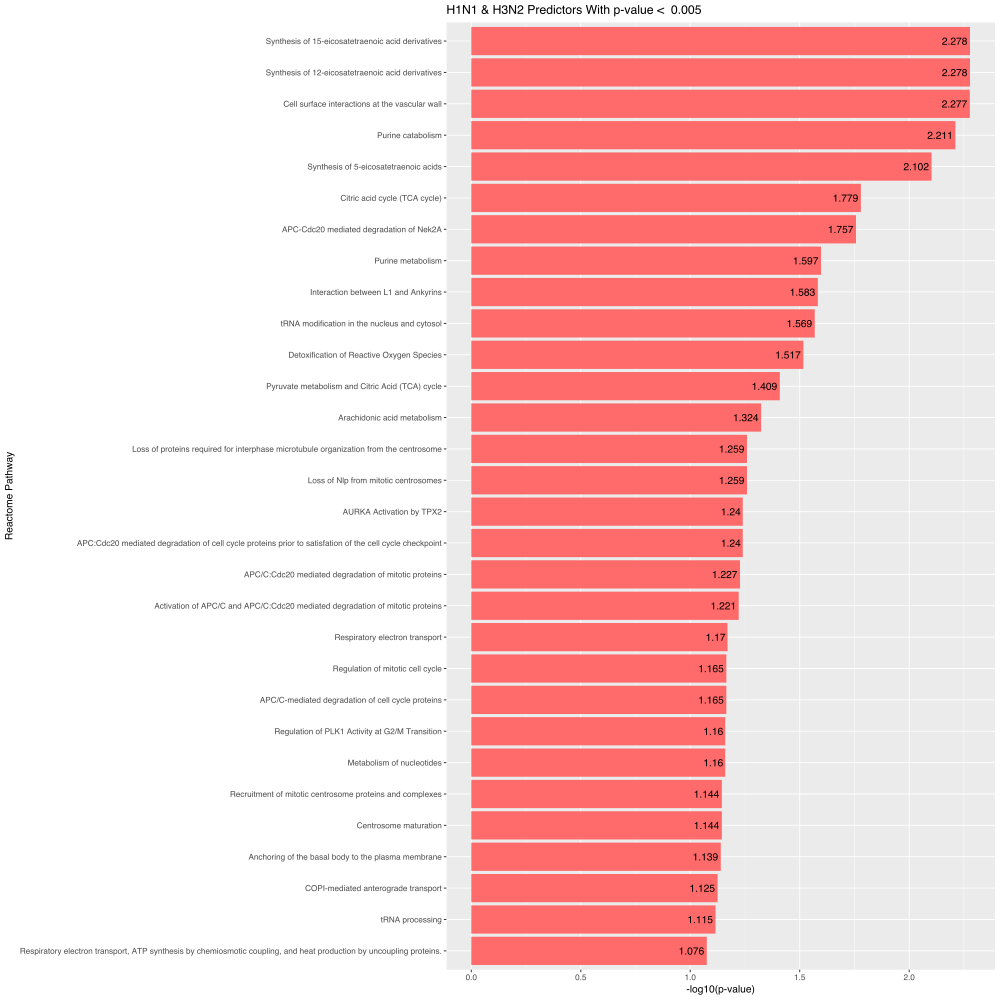 H1N1 & H3N2 Predictors With p-value <  0.005
Synthesis of 15-eicosatetraenoic acid derivatives 2.278
Synthesis of 12-eicosatetraenoic acid derivatives 2.278
Cell surface interactions at the vascular wall 2.277
Purine catabolism 2.211
Synthesis of 5-eicosatetraenoic acids 2.102
Citric acid cycle (TCA cycle) 1.779
APC-Cdc20 mediated degradation of Nek2A 1.757
Purine metabolism 1.597
Interaction between L1 and Ankyrins 1.583
tRNA modification in the nucleus and cytosol 1.569
Detoxification of Reactive Oxygen Species 1.517
Pyruvate metabolism and Citric Acid (TCA) cycle 1.409
Arachidonic acid metabolism 1.324
Loss of proteins required for interphase microtubule organization from the centrosome 1.259
Loss of Nlp from mitotic centrosomes 1.259
AURKA Activation by TPX2 1.24
APC:Cdc20 mediated degradation of cell cycle proteins prior to satisfation of the cell cycle checkpoint 1.24
APC/C:Cdc20 mediated degradation of mitotic proteins 1.227
Activation of APC/C and APC/C:Cdc20 mediated degradation of mitotic proteins 1.221
Respiratory electron transport 1.17
Regulation of mitotic cell cycle 1.165
APC/C-mediated degradation of cell cycle proteins 1.165
Regulation of PLK1 Activity at G2/M Transition 1.16
Metabolism of nucleotides 1.16
Recruitment of mitotic centrosome proteins and complexes 1.144
Centrosome maturation 1.144
Anchoring of the basal body to the plasma membrane 1.139
COPI-mediated anterograde transport 1.125
tRNA processing 1.115
Respiratory electron transport, ATP synthesis by chemiosmotic coupling, and heat production by uncoupling proteins. 1.076
Reactome Pathway
0.0 0.5 1.0 1.5 2.0
-log10(p-value)